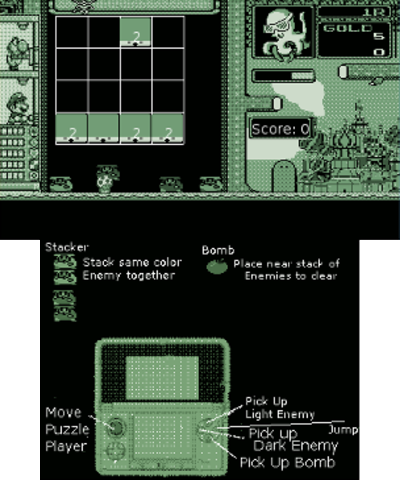 2
1R
GOLD
5
0
2 2 2
Score: 0
Stacker
Stack same color
Enemy together
Bomb
Place near stack of
Enemies to clear
Move
Puzzle
Player
Pick Up
Light Enemy
Jump
Pick up
Dark Enemy
Pick Up Bomb